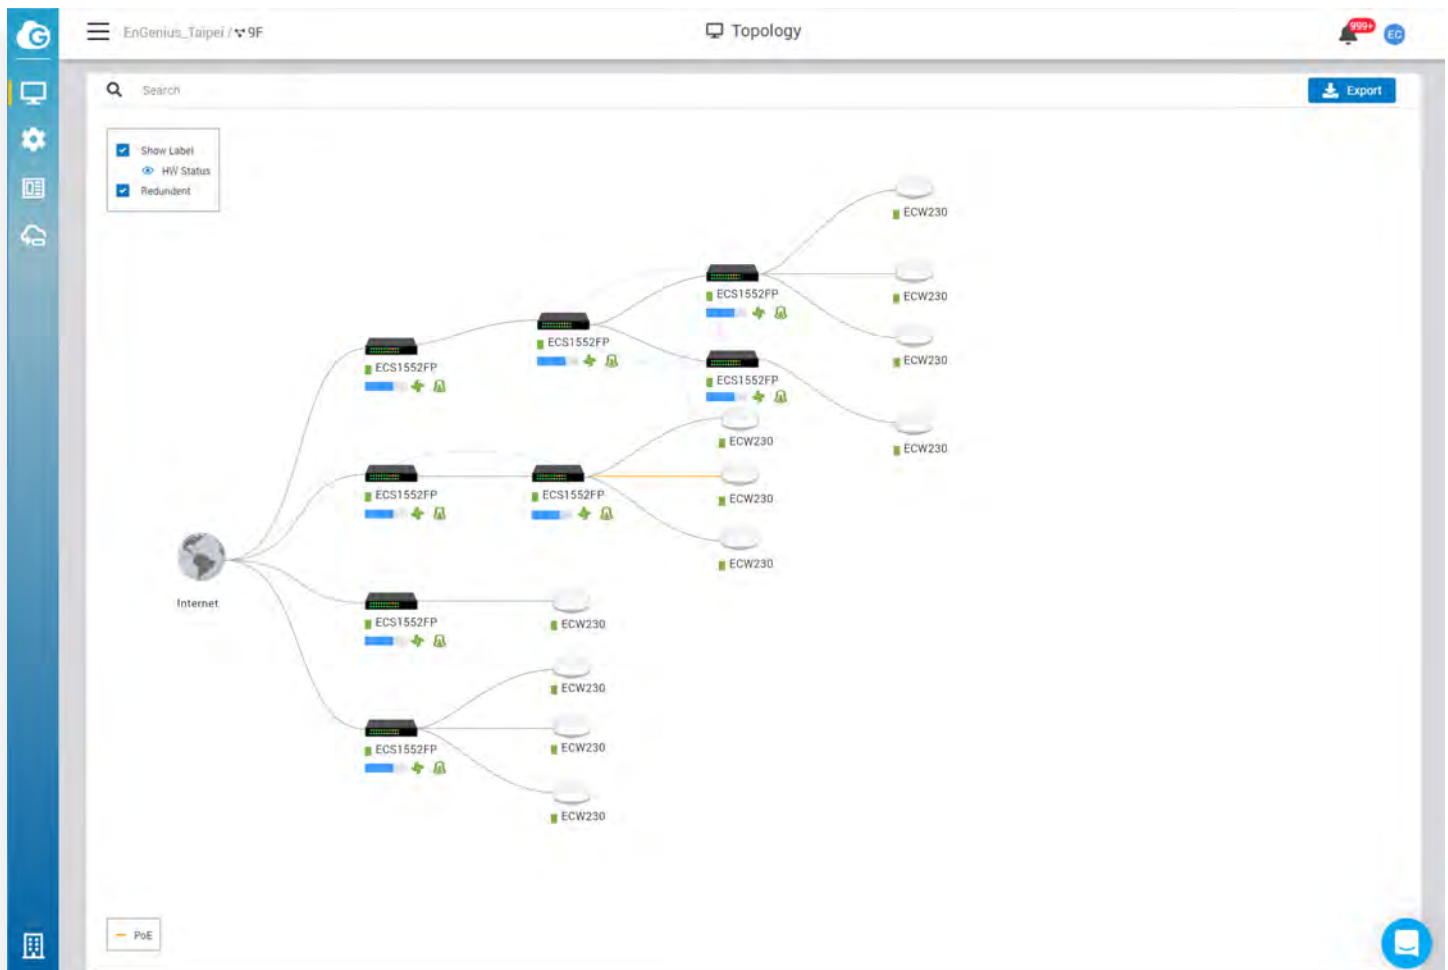 EnGenius_Taipei / 9F
Topology
999+
EC
Search
Export
Show Label
HW Status
Redundent
ECW230
ECS1552FP
ECW230
ECS1552FP
ECS1552FP
ECW230
ECS1552FP
ECW230
ECW230
ECS1552FP
ECS1552FP
ECW230
ECW230
Internet
ECS1552FP
ECW230
ECW230
ECS1552FP
ECW230
ECW230
PoE